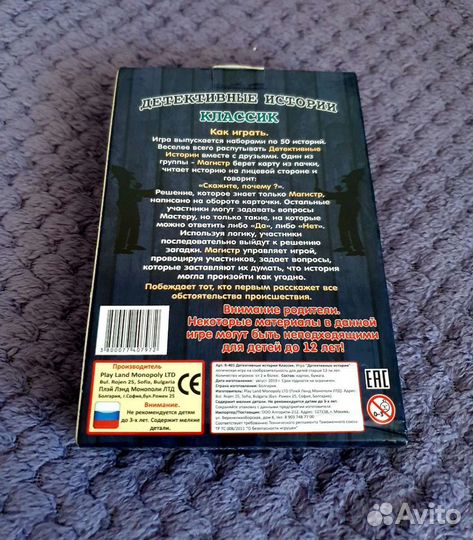 ДЕТЕКТИВНЫЕ ИСТОРИИ
КЛАССИК
Как играть.
Игра выпускается наборами по 50 историй.
Веселее всего распутывать Детективные
Истории вместе с друзьями. Один из
группы - Магистр берет карту из пачки,
читает историю на лицевой стороне и
говорит:
«Скажите, почему?».
Решение, которое знает только Магистр,
написано на обороте карточки. Остальные
участники могут задавать вопросы
Мастеру, но только такие, на которые
можно ответить либо «Да», либо «Нет».
Используя логику, участники
последовательно выйдут к решению
загадки. Магистр управляет игрой,
провоцируя участников, задает вопросы,
которые заставляют их думать, что история
могла произойти как угодно.
Побеждает тот, кто первым расскажет все
обстоятельства происшествия.
Внимание родители.
Некоторые материалы в данной
игре могут быть неподходящими
для детей до 12 лет!
3800077407972
Производитель:
Play Land Monopoly LTD
Bul. Rojen 25, Sofia, Bulgaria
Плэй Лэнд Монополи ЛТД
Болгария, г.София, бул.Рожен 25
Внимание.
Не рекомендуется детям
до 3-х лет. Содержит мелкие
детали.
EAC
Avito